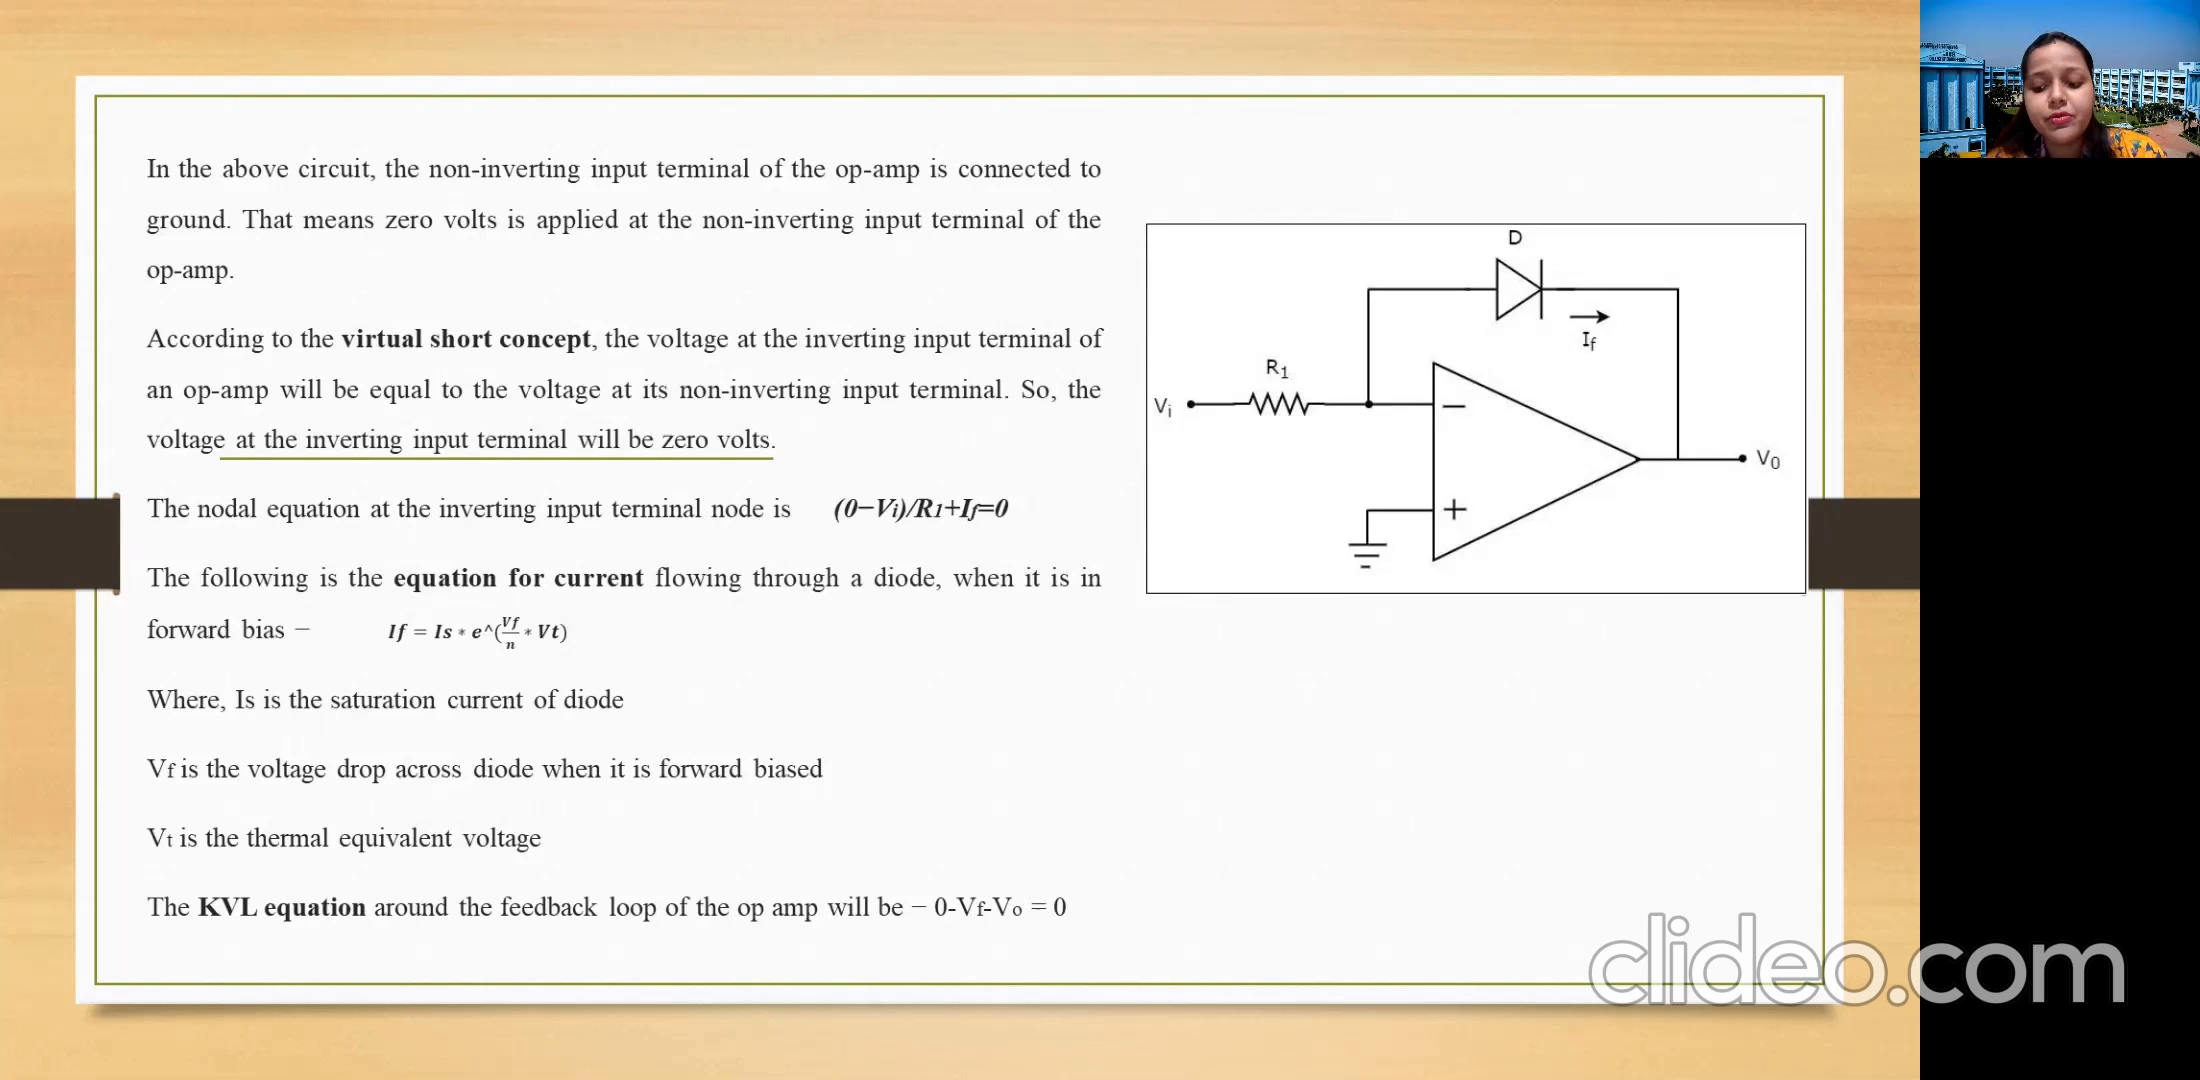 In the above circuit, the non-inverting input terminal of the op-amp is connected to
ground. That means zero volts is applied at the non-inverting input terminal of the
op-amp.
According to the virtual short concept, the voltage at the inverting input terminal of
an op-amp will be equal to the voltage at its non-inverting input terminal. So, the
voltage at the inverting input terminal will be zero volts.
The nodal equation at the inverting input terminal node is (0−Vi)/R1+If=0
The following is the equation for current flowing through a diode, when it is in
forward bias − If = Is * e^(Vf/n * Vt)
Where, Is is the saturation current of diode
Vf is the voltage drop across diode when it is forward biased
Vt is the thermal equivalent voltage
The KVL equation around the feedback loop of the op amp will be − 0-Vf-Vo = 0
D
If
R1
Vi
−
V0
+
clideo.com